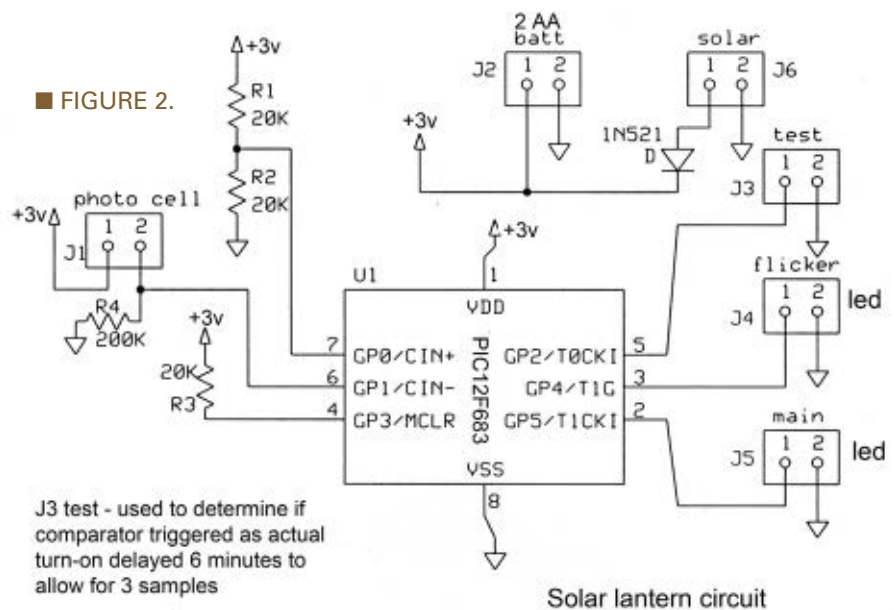 ■ FIGURE 2.
+3v
R1
20K
R2
20K
photo cell
+3v
1 2
J1
R4
200K
+3v
20K
R3
2 AA
batt
J2
1 2
solar
1 2
J6
+3v
1N521
D
test
1 2
J3
+3v
flicker
1 2
J4
led
main
1 2
J5
led
U1
1
VDD
PIC12F683
7 GP0/CIN+
6 GP1/CIN-
4 GP3/MCLR
GP2/T0CKI 5
GP4/T1G 3
GP5/T1CKI 2
VSS
8
J3 test - used to determine if
comparator triggered as actual
turn-on delayed 6 minutes to
allow for 3 samples
Solar lantern circuit